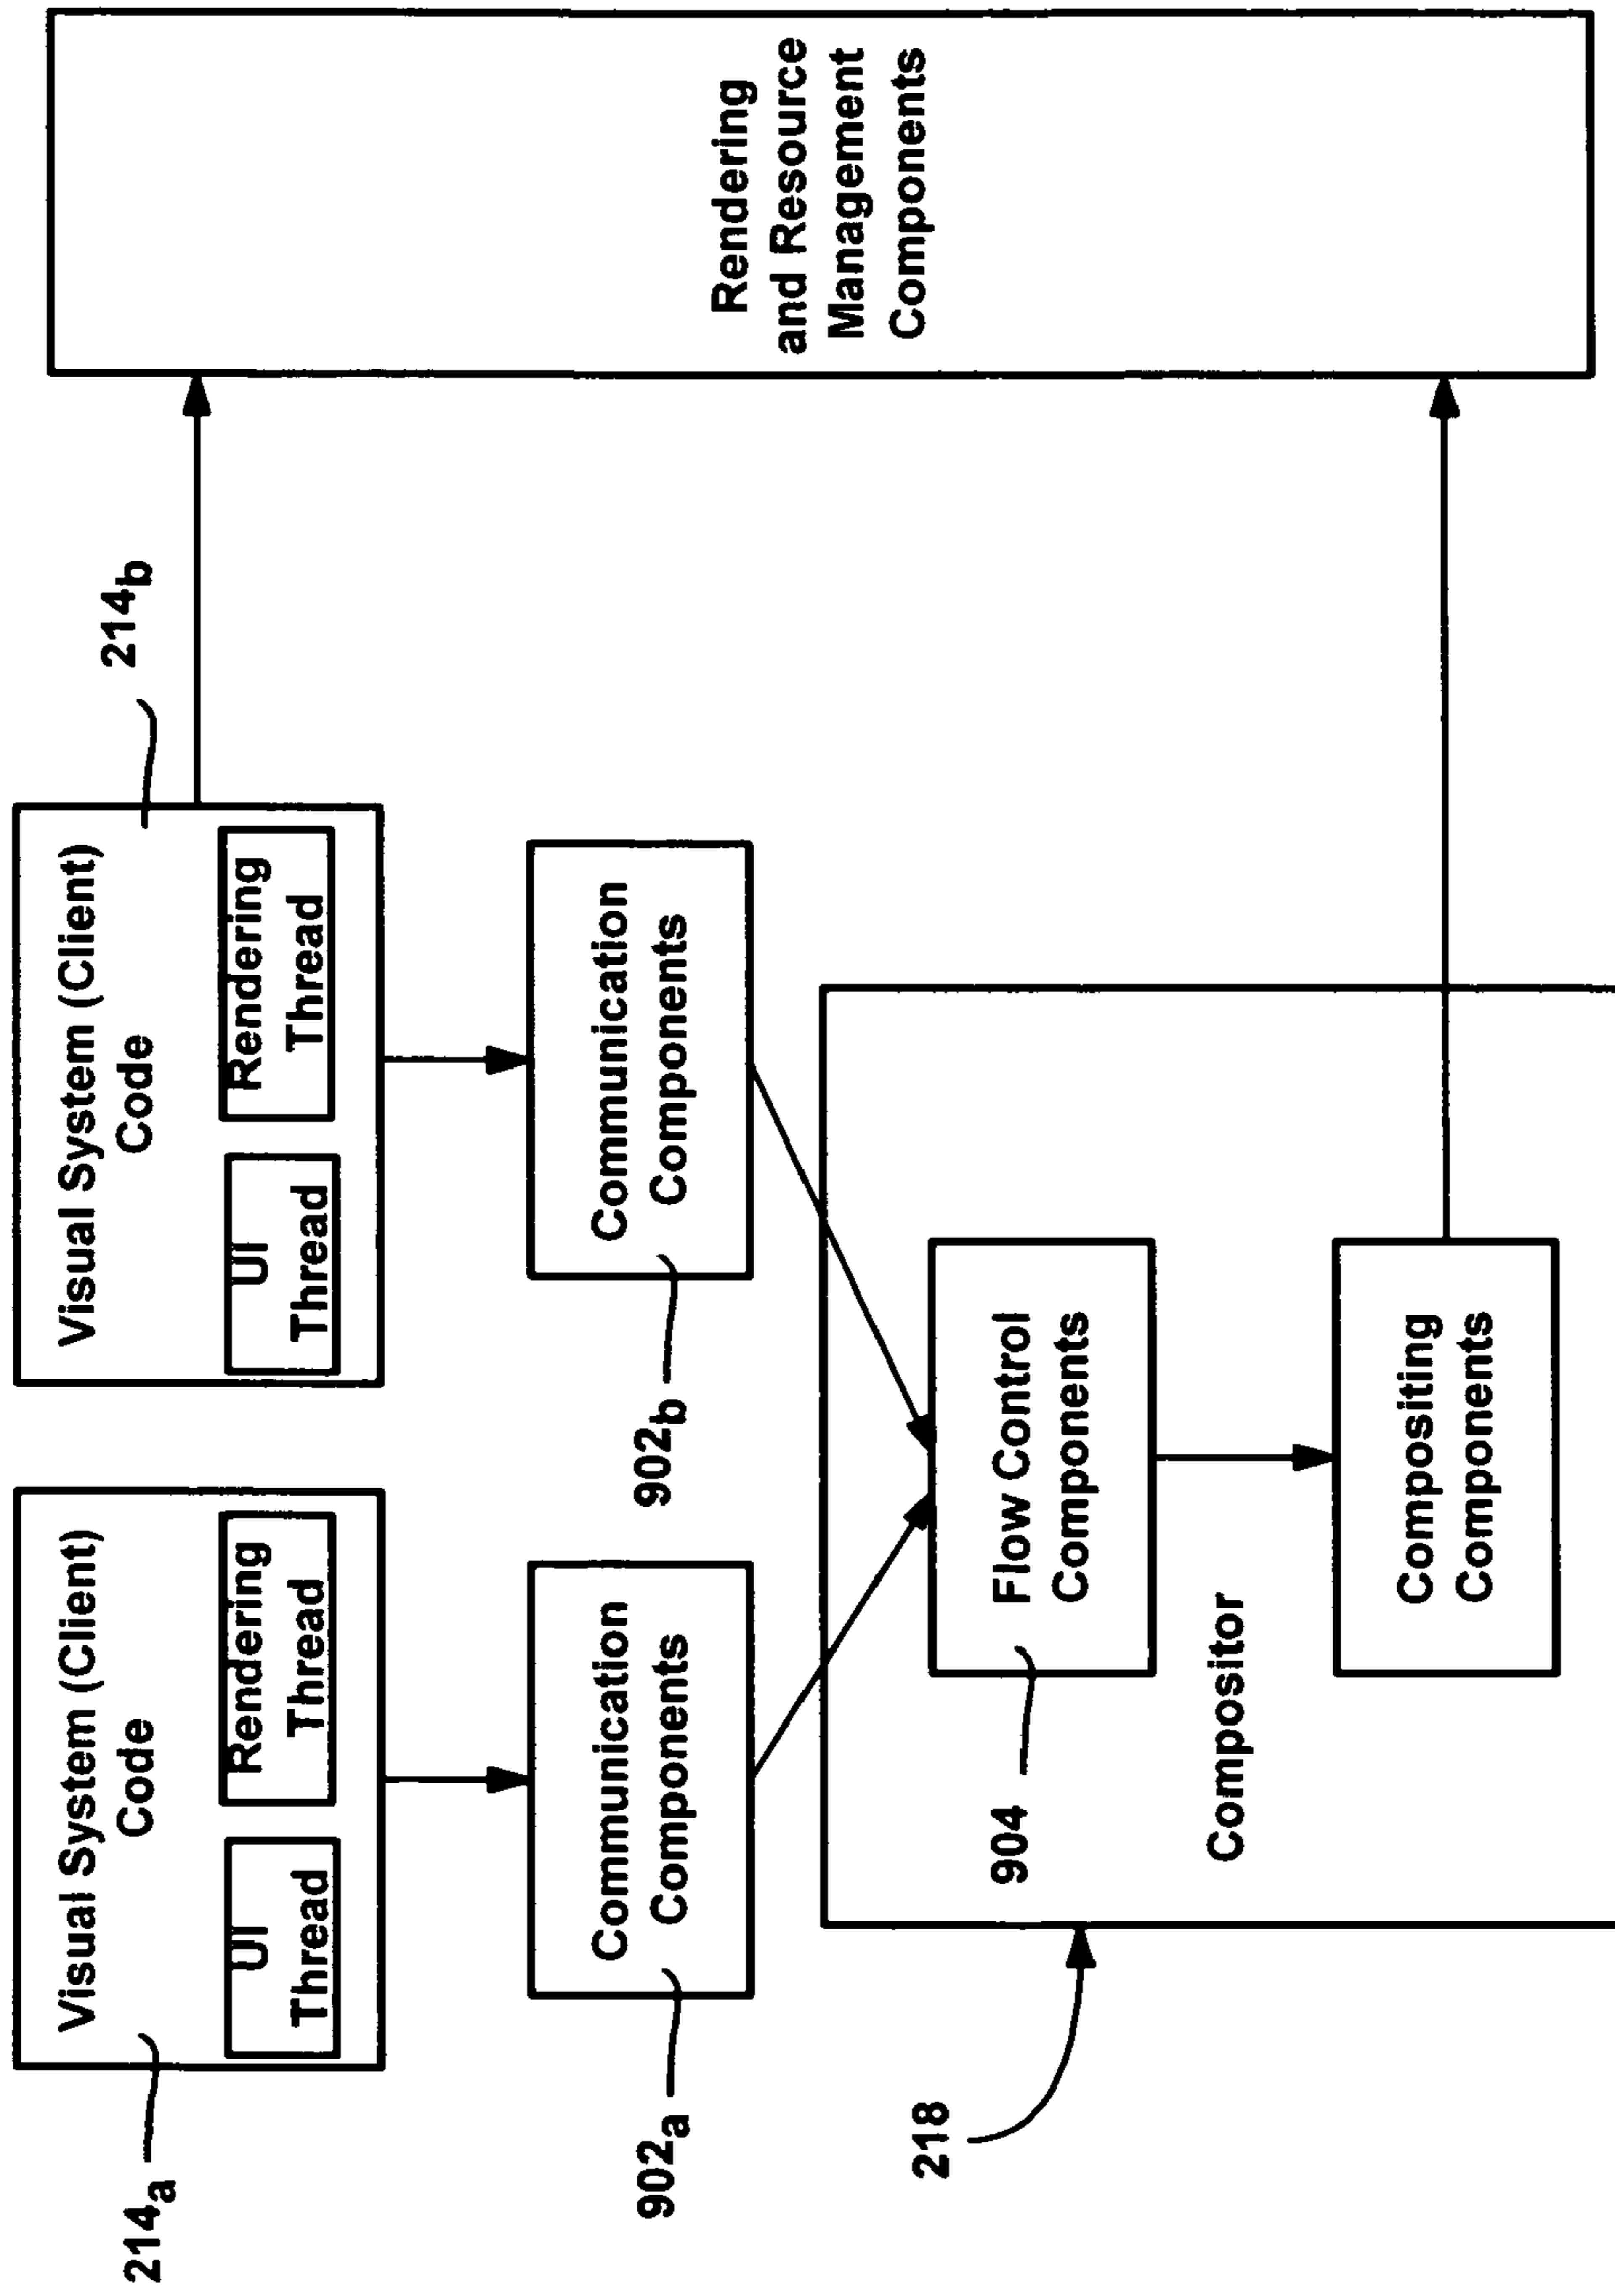 214a
Visual System (Client)
Code
UI
Thread
Rendering
Thread
214b
Visual System (Client)
Code
UI
Thread
Rendering
Thread
902a
Communication
Components
902b
Communication
Components
218
904
Flow Control
Components
Compositor
Compositing
Components
Rendering
and Resource
Management
Components